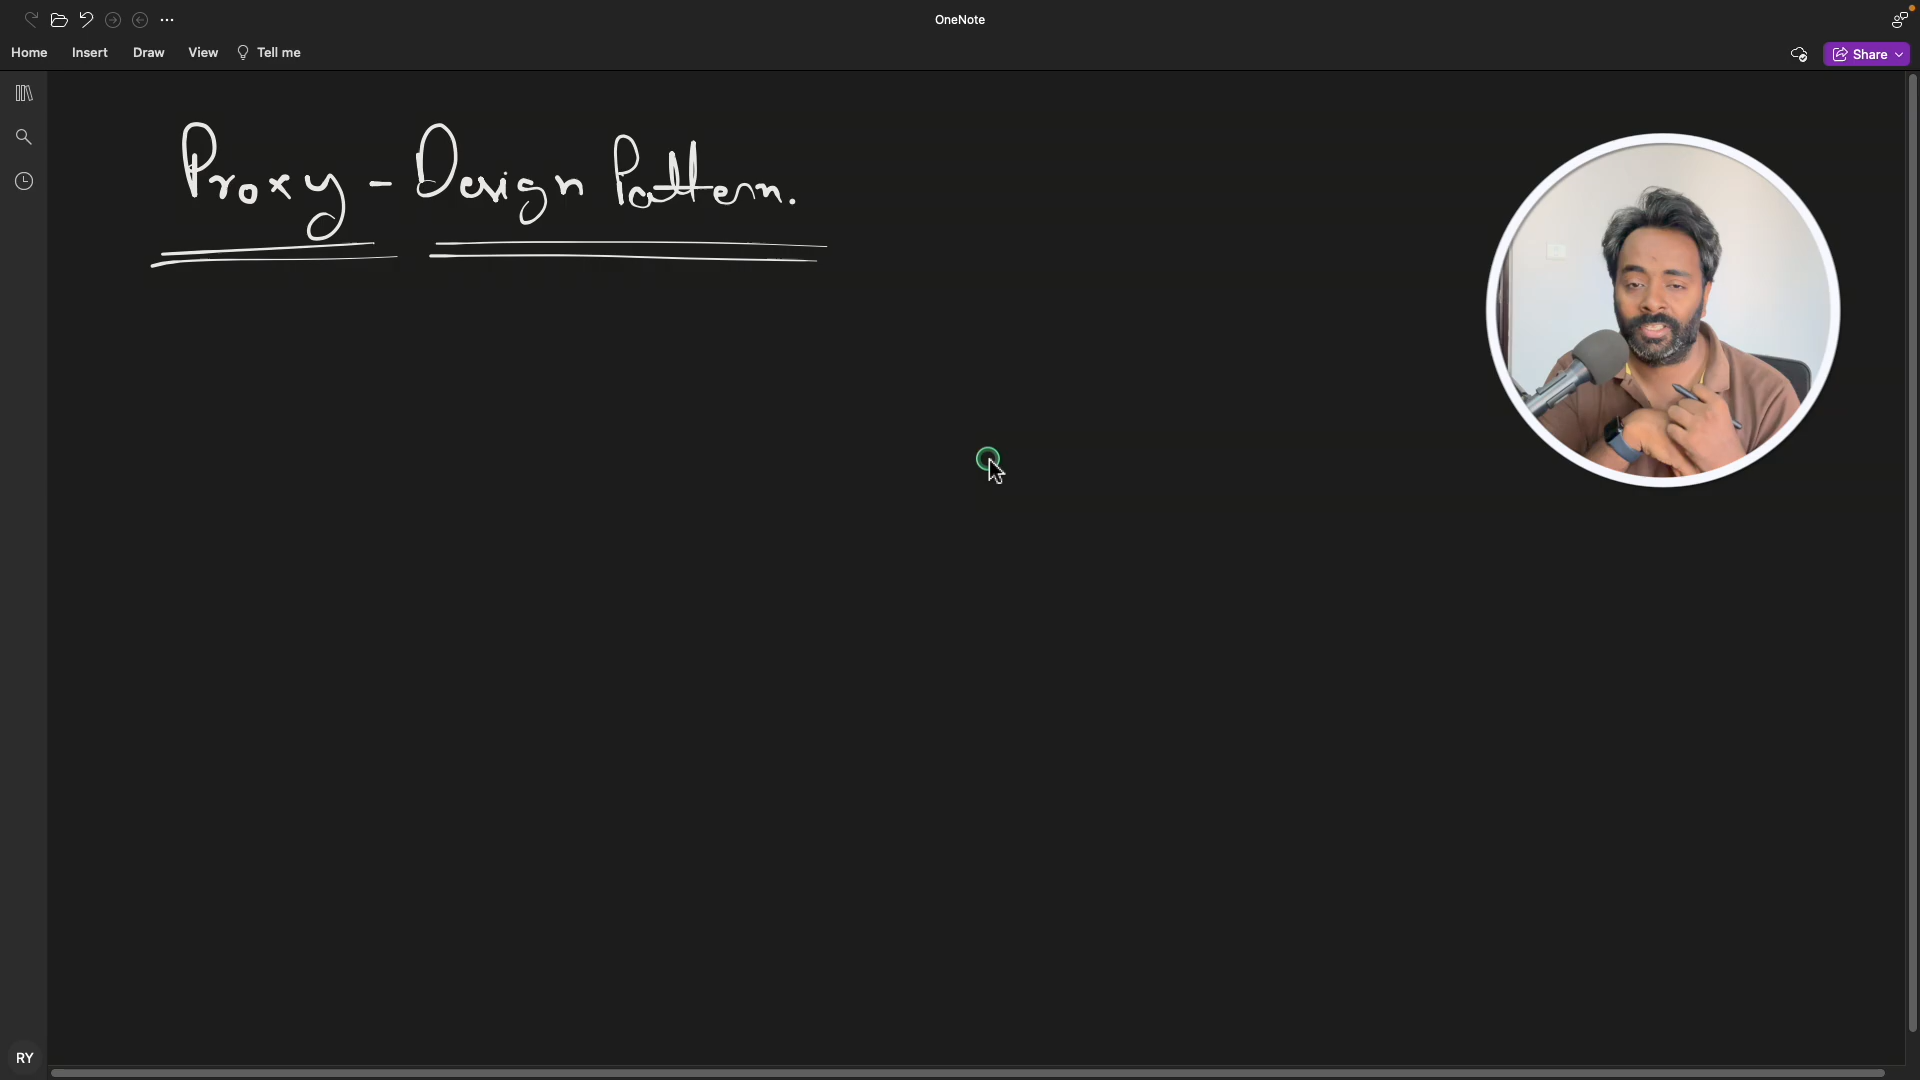 OneNote
Home Insert Draw View Tell me
Share
Proxy - Design Pattern.
RY